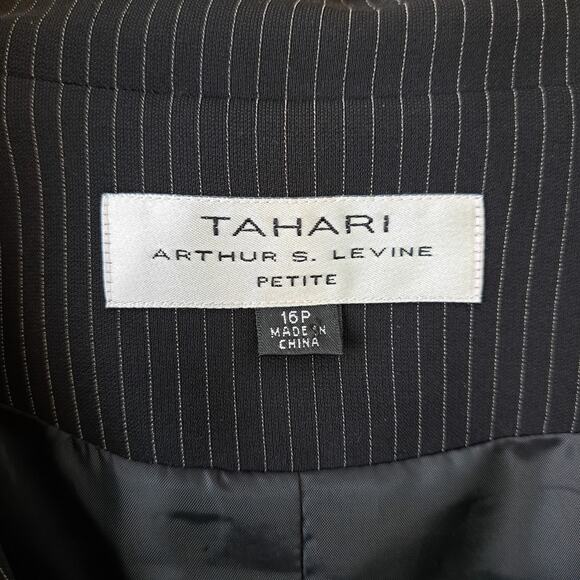 TAHARI
ARTHUR S. LEVINE
PETITE
16P
MADE IN
CHINA